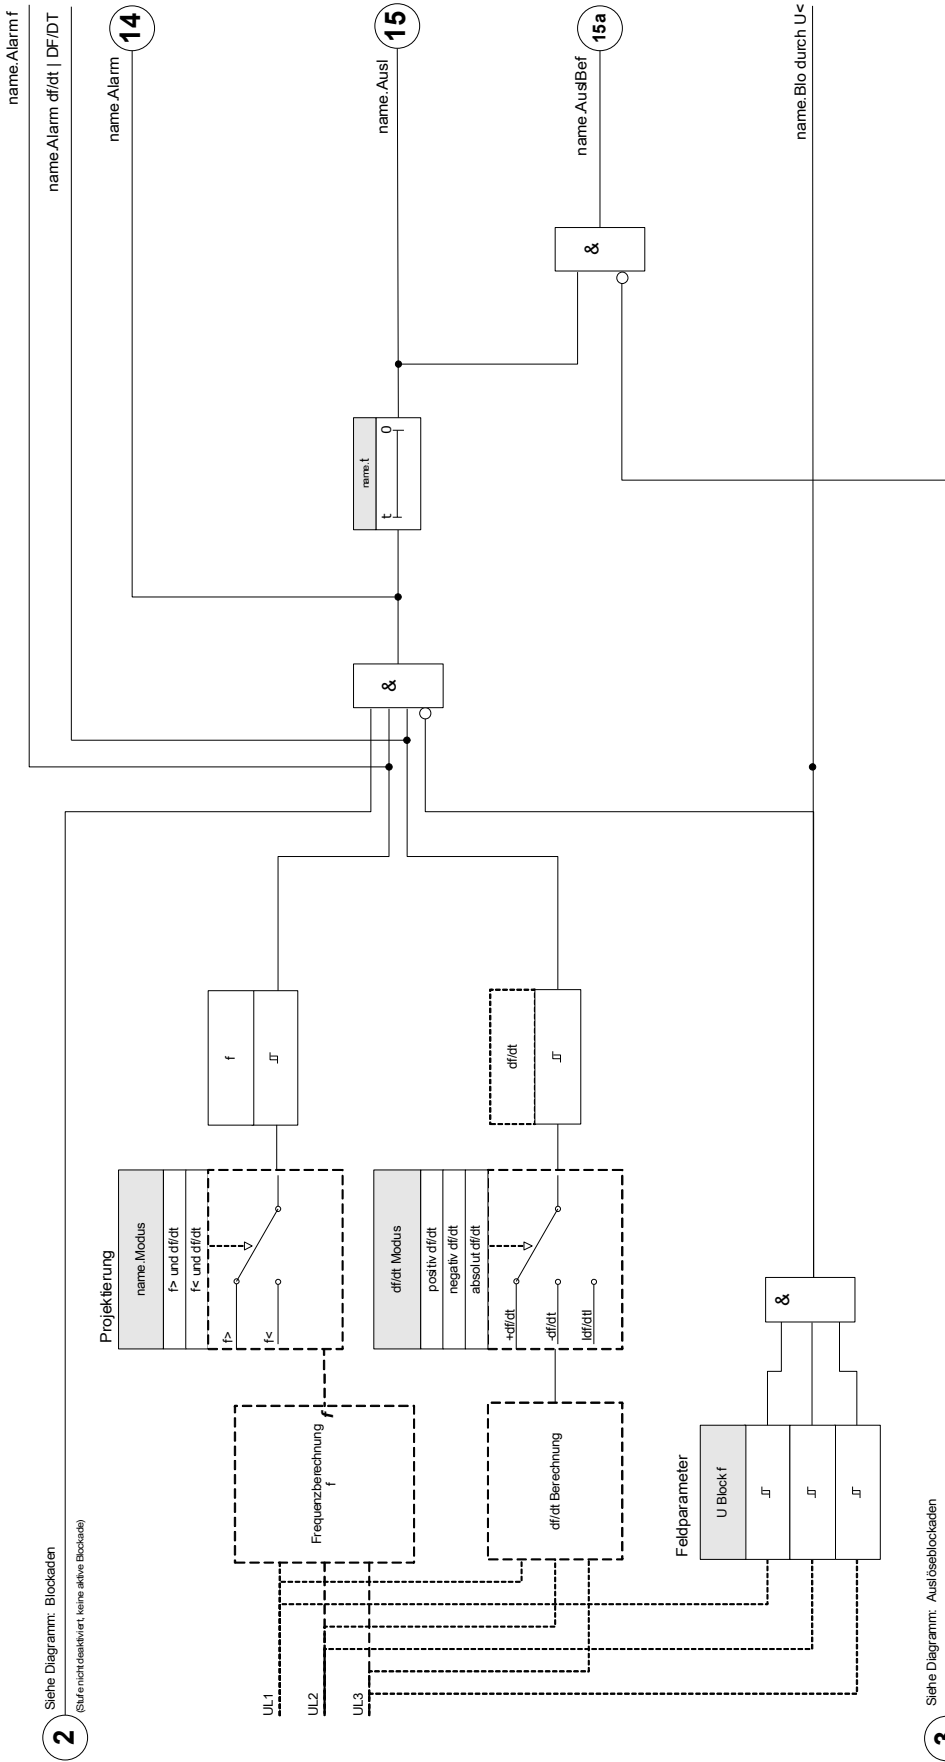 2
Siehe Diagramm: Blockaden
(Stufe nicht deaktiviert, keine aktive Blockade)
name.Alarm f
name.Alarm df/dt | DF/DT
name.Alarm
14
name.Ausl
15
name.AuslBef
15a
name.Blo durch U<
Projektierung
name.Modus
f> und df/dt
f< und df/dt
f>
f<
f
df/dt Modus
positiv df/dt
negativ df/dt
absolut df/dt
+df/dt
-df/dt
|df/dt|
df/dt
name.t
t
0
&
&
&
UL1
UL2
UL3
Frequenzberechnung
f
f
df/dt Berechnung
Feldparameter
U Block f
3
Siehe Diagramm: Auslöseblockaden